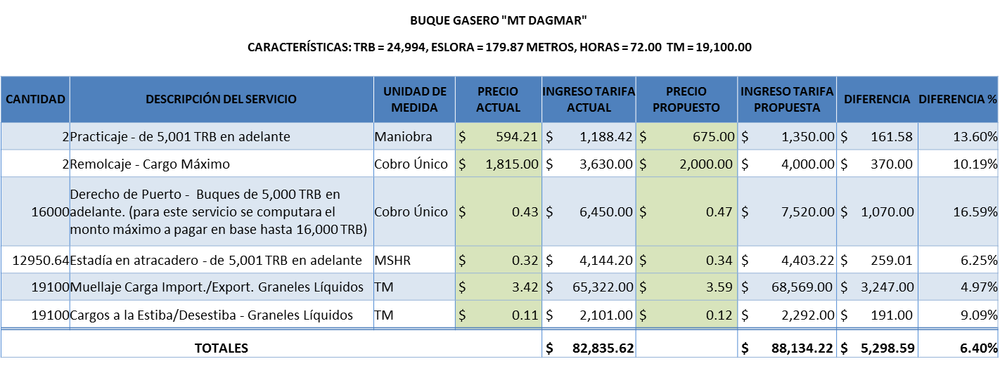 BUQUE GASERO "MT DAGMAR"
CARACTERÍSTICAS: TRB = 24,994, ESLORA = 179.87 METROS, HORAS = 72.00 TM = 19,100.00
CANTIDAD DESCRIPCIÓN DEL SERVICIO UNIDAD DE MEDIDA PRECIO ACTUAL INGRESO TARIFA ACTUAL PRECIO PROPUESTO INGRESO TARIFA PROPUESTA DIFERENCIA DIFERENCIA %
2 Practicaje - de 5,001 TRB en adelante Maniobra $ 594.21 $ 1,188.42 $ 675.00 $ 1,350.00 $ 161.58 13.60%
2 Remolcaje - Cargo Máximo Cobro Único $ 1,815.00 $ 3,630.00 $ 2,000.00 $ 4,000.00 $ 370.00 10.19%
16000 Derecho de Puerto - Buques de 5,000 TRB en
adelante. (para este servicio se computara el
monto máximo a pagar en base hasta 16,000 TRB) Cobro Único $ 0.43 $ 6,450.00 $ 0.47 $ 7,520.00 $ 1,070.00 16.59%
12950.64 Estadía en atracadero - de 5,001 TRB en adelante MSHR $ 0.32 $ 4,144.20 $ 0.34 $ 4,403.22 $ 259.01 6.25%
19100 Muellaje Carga Import./Export. Graneles Líquidos TM $ 3.42 $ 65,322.00 $ 3.59 $ 68,569.00 $ 3,247.00 4.97%
19100 Cargos a la Estiba/Desestiba - Graneles Líquidos TM $ 0.11 $ 2,101.00 $ 0.12 $ 2,292.00 $ 191.00 9.09%
TOTALES $ 82,835.62 $ 88,134.22 $ 5,298.59 6.40%